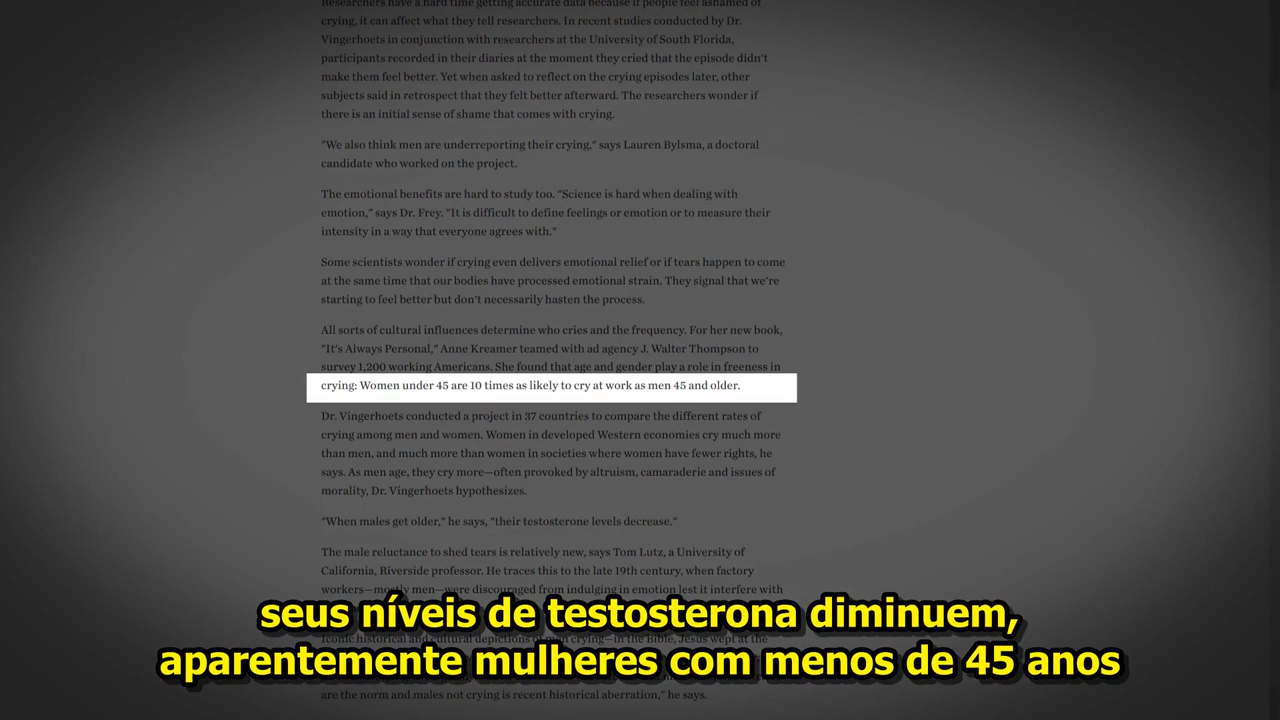 Researchers have a hard time getting accurate data because if people feel ashamed of
crying, it can affect what they tell researchers. In recent studies conducted by Dr.
Vingerhoets in conjunction with researchers at the University of South Florida,
participants recorded in their diaries at the moment they cried that the episode didn't
make them feel better. Yet when asked to reflect on the crying episodes later, other
subjects said in retrospect that they felt better afterward. The researchers wonder if
there is an initial sense of shame that comes with crying.
"We also think men are underreporting their crying," says Lauren Bylsma, a doctoral
candidate who worked on the project.
The emotional benefits are hard to study too. "Science is hard when dealing with
emotion," says Dr. Frey. "It is difficult to define feelings or emotion or to measure their
intensity in a way that everyone agrees with."
Some scientists wonder if crying even delivers emotional relief or if tears happen to come
at the same time that our bodies have processed emotional strain. They signal that we're
starting to feel better but don't necessarily hasten the process.
All sorts of cultural influences determine who cries and the frequency. For her new book,
"It's Always Personal," Anne Kreamer teamed with ad agency J. Walter Thompson to
survey 1,200 working Americans. She found that age and gender play a role in freeness in
crying: Women under 45 are 10 times as likely to cry at work as men 45 and older.
Dr. Vingerhoets conducted a project in 37 countries to compare the different rates of
crying among men and women. Women in developed Western economies cry much more
than men, and much more than women in societies where women have fewer rights, he
says. As men age, they cry more—often provoked by altruism, camaraderie and issues of
morality, Dr. Vingerhoets hypothesizes.
"When males get older," he says, "their testosterone levels decrease."
The male reluctance to shed tears is relatively new, says Tom Lutz, a University of
California, Riverside professor. He traces this to the late 19th century, when factory
workers—mostly men—were discouraged from indulging in emotion lest it interfere with
seus níveis de testosterona diminuem,
Iconic historical and cultural depictions of men crying—in the Bible, Jesus wept at the
aparentemente mulheres com menos de 45 anos
are the norm and males not crying is recent historical aberration," he says.